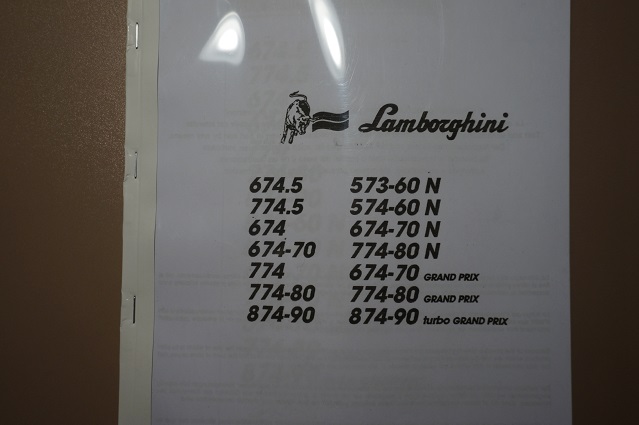 Lamborghini
674.5 573-60 N
774.5 574-60 N
674 674-70 N
674-70 774-80 N
774 674-70 GRAND PRIX
774-80 774-80 GRAND PRIX
874-90 874-90 turbo GRAND PRIX